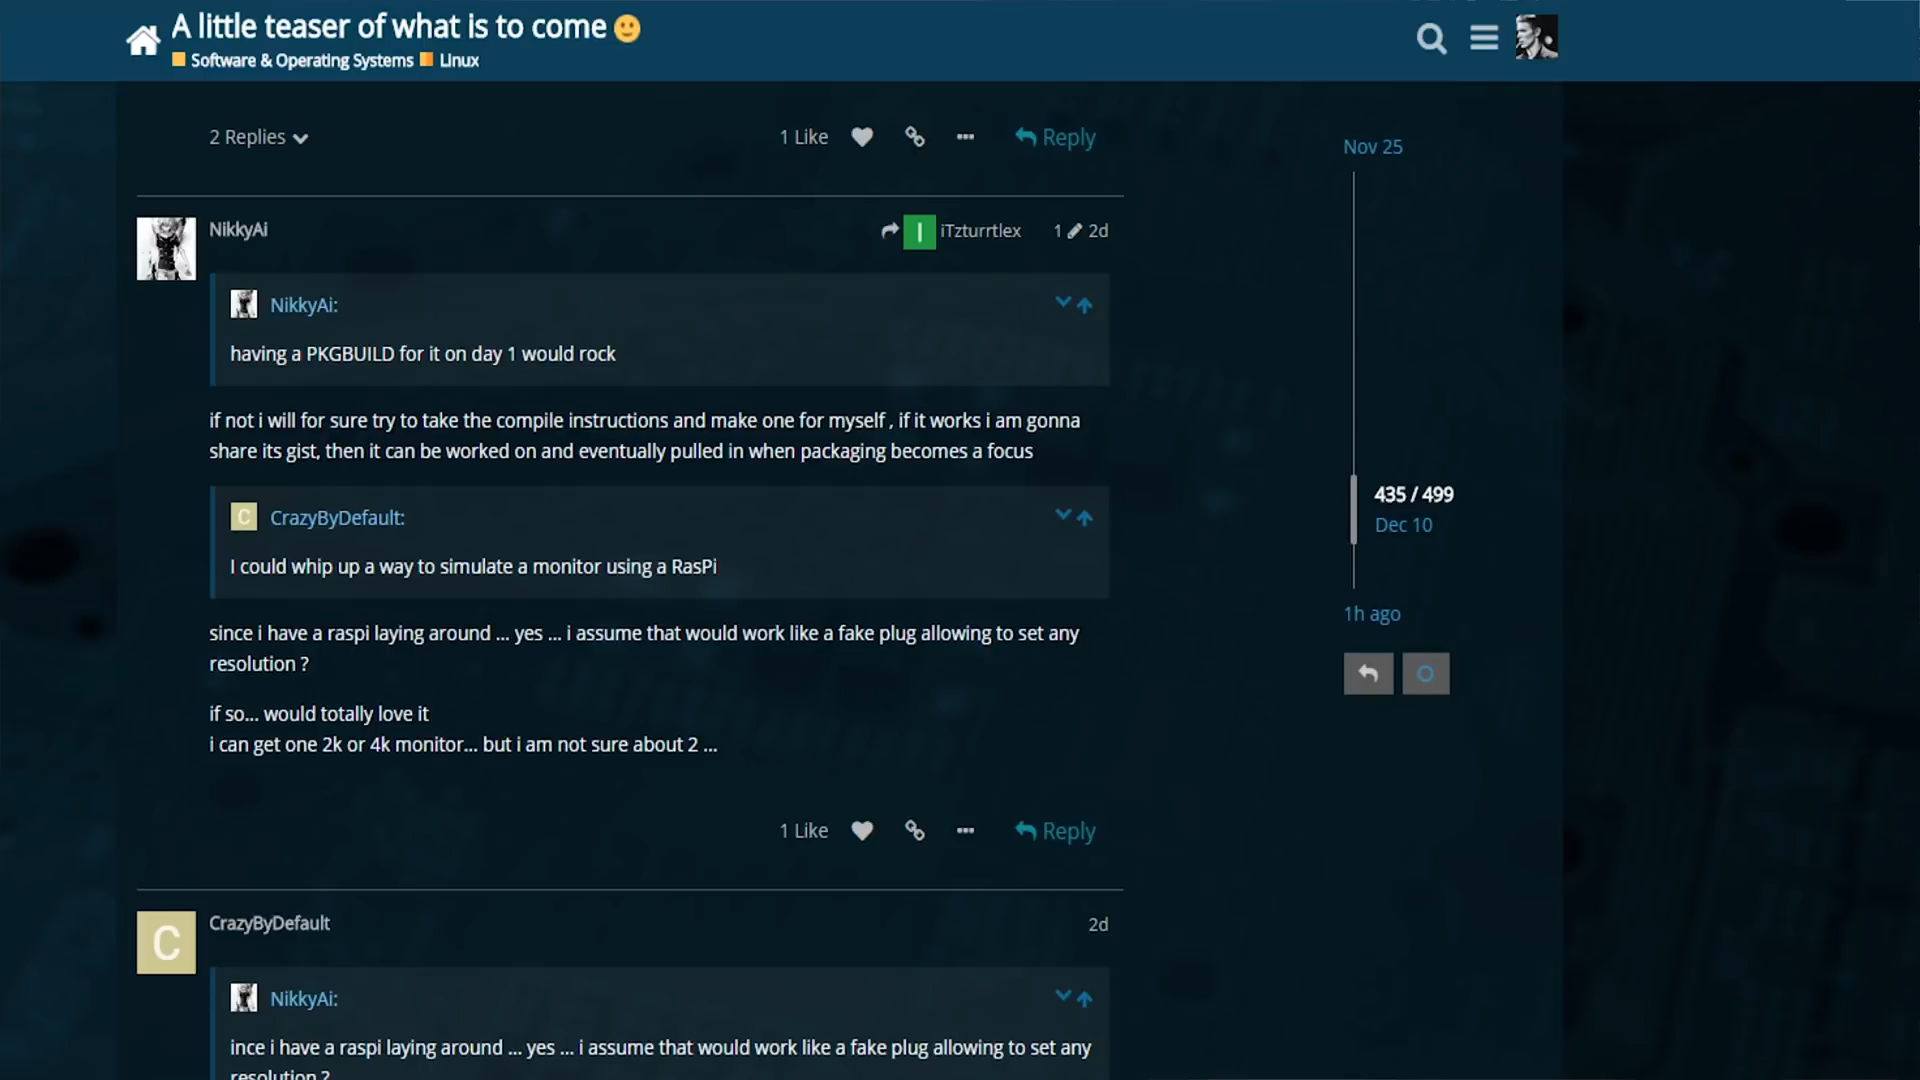 A little teaser of what is to come 🙂
Software & Operating Systems Linux
2 Replies 1 Like Reply
Nov 25
NikkyAi iTzturrtlex 1 2d
NikkyAi:
having a PKGBUILD for it on day 1 would rock
if not i will for sure try to take the compile instructions and make one for myself , if it works i am gonna
share its gist, then it can be worked on and eventually pulled in when packaging becomes a focus
C CrazyByDefault:
I could whip up a way to simulate a monitor using a RasPi
435 / 499
Dec 10
since i have a raspi laying around ... yes ... i assume that would work like a fake plug allowing to set any
resolution ?
1h ago
if so... would totally love it
i can get one 2k or 4k monitor... but i am not sure about 2 ...
1 Like Reply
C CrazyByDefault 2d
NikkyAi:
ince i have a raspi laying around ... yes ... i assume that would work like a fake plug allowing to set any
resolution ?